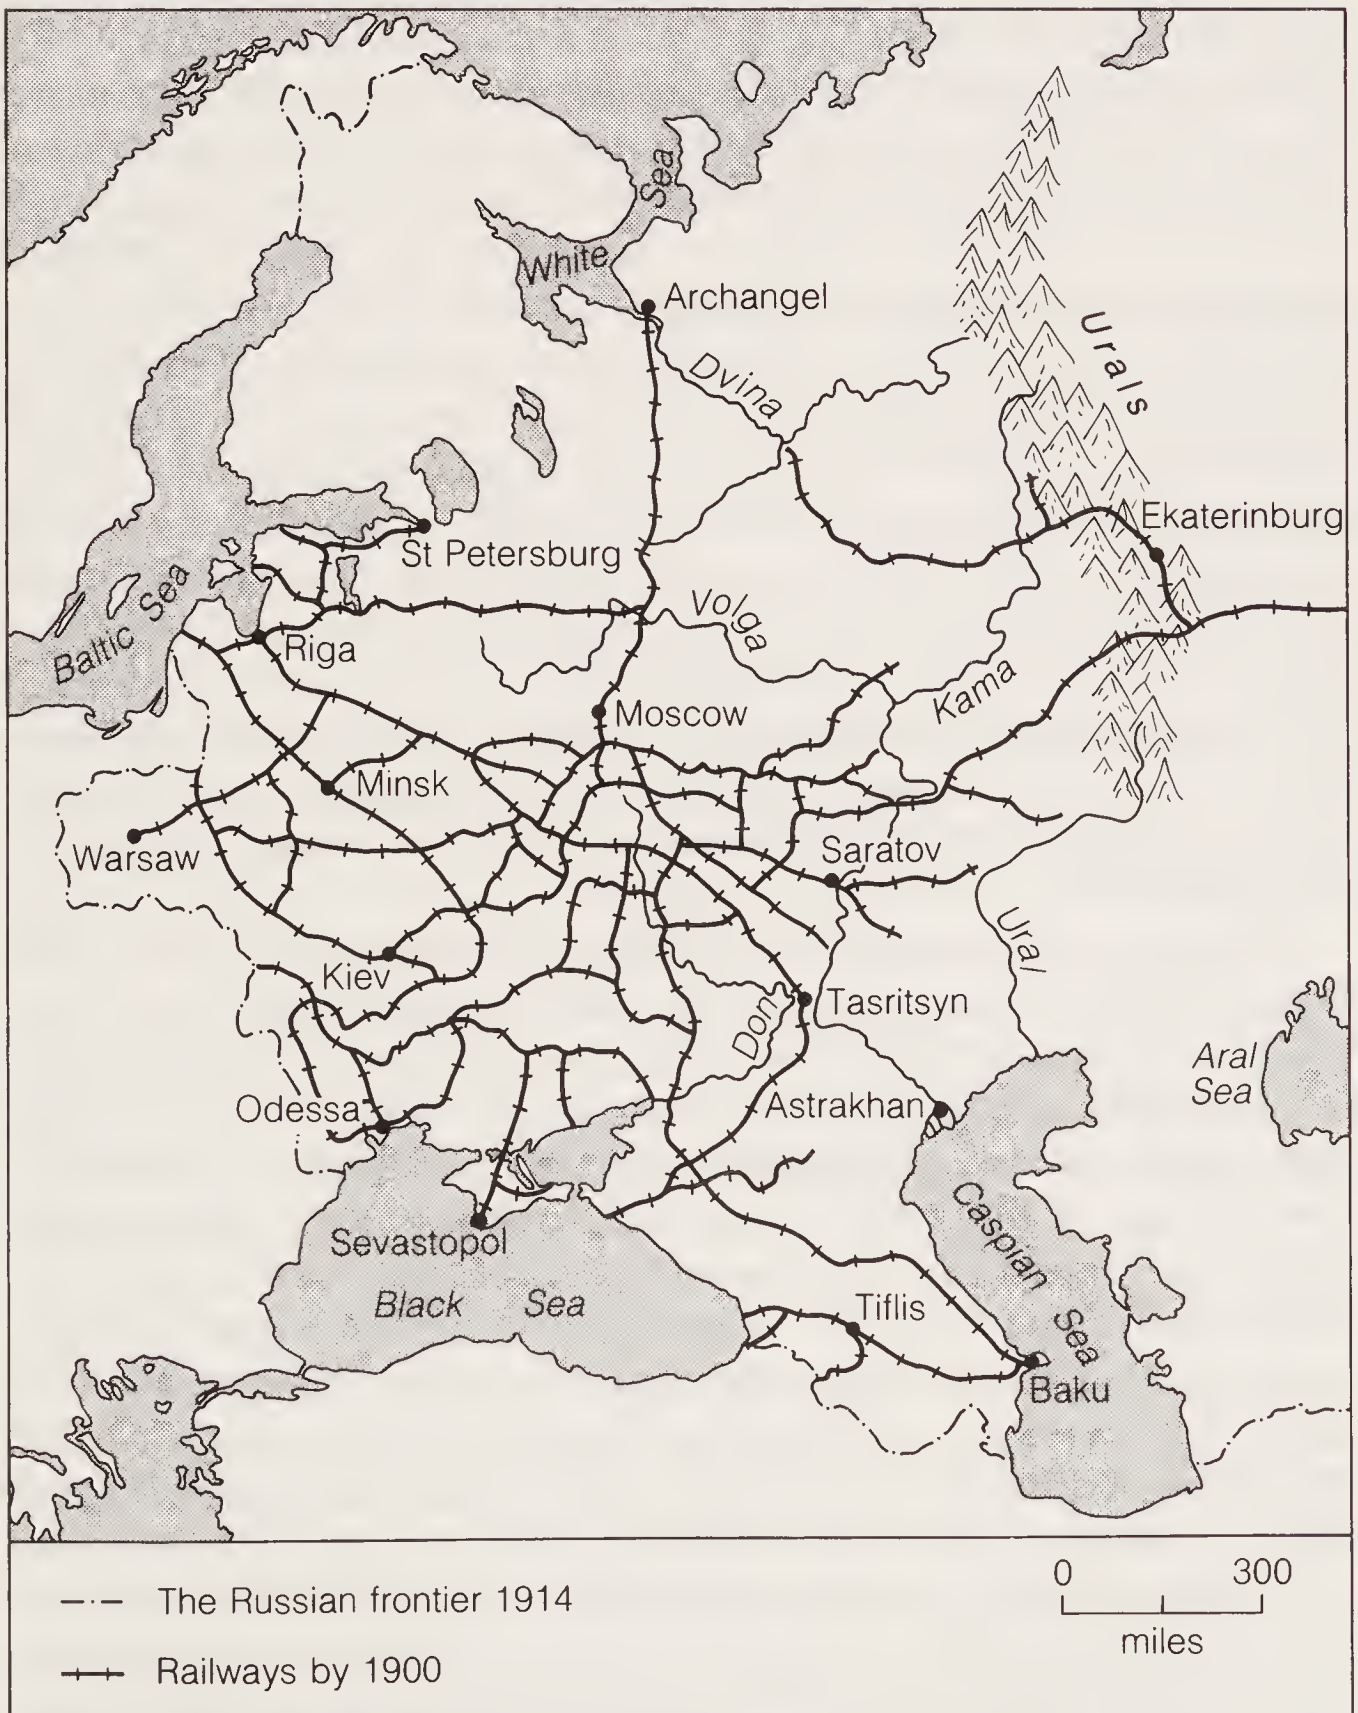 White Sea
Archangel
Dvina
Urals
Ekaterinburg
St Petersburg
Baltic Sea
Volga
Riga
Kama
Moscow
Minsk
Warsaw
Saratov
Ural
Kiev
Tasritsyn
Don
Aral
Sea
Odessa
Astrakhan
Sevastopol
Caspian Sea
Black Sea
Tiflis
Baku
The Russian frontier 1914
Railways by 1900
0 300
miles